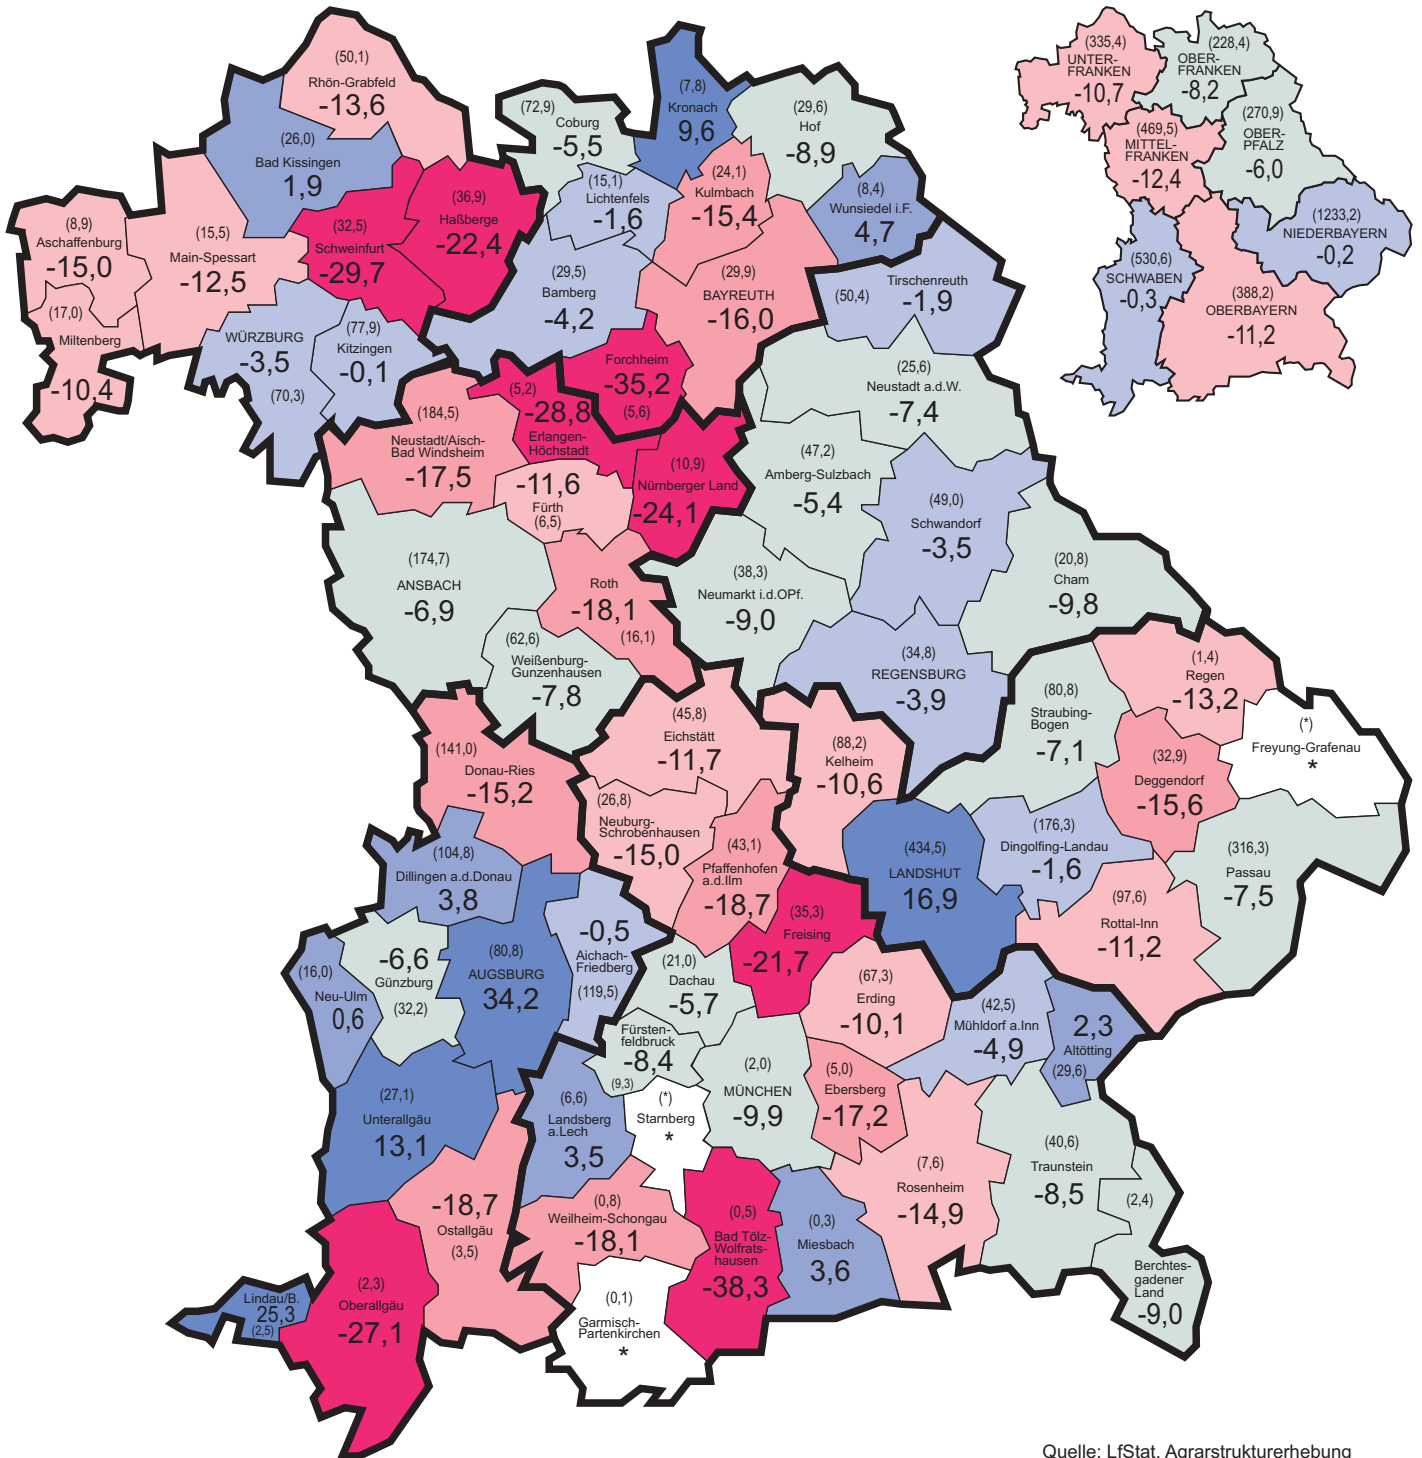 (50,1)
Rhön-Grabfeld
-13,6
(26,0)
Bad Kissingen
1,9
(36,9)
Haßberge
-22,4
(32,5)
Schweinfurt
-29,7
(8,9)
Aschaffenburg
-15,0
(15,5)
Main-Spessart
-12,5
(17,0)
Miltenberg
-10,4
WÜRZBURG
-3,5
(70,3)
(77,9)
Kitzingen
-0,1
(72,9)
Coburg
-5,5
(7,8)
Kronach
9,6
(29,6)
Hof
-8,9
(15,1)
Lichtenfels
-1,6
(24,1)
Kulmbach
-15,4
(8,4)
Wunsiedel i.F.
4,7
(29,5)
Bamberg
-4,2
(29,9)
BAYREUTH
-16,0
Forchheim
-35,2
(5,6)
Tirschenreuth
(50,4)
-1,9
(25,6)
Neustadt a.d.W.
-7,4
(47,2)
Amberg-Sulzbach
-5,4
(49,0)
Schwandorf
-3,5
(20,8)
Cham
-9,8
(38,3)
Neumarkt i.d.OPf.
-9,0
(34,8)
REGENSBURG
-3,9
(184,5)
Neustadt/Aisch-
Bad Windsheim
-17,5
(5,2)
-28,8
Erlangen-
Höchstadt
-11,6
Fürth
(6,5)
(10,9)
Nürnberger Land
-24,1
(174,7)
ANSBACH
-6,9
Roth
-18,1
(16,1)
(62,6)
Weißenburg-
Gunzenhausen
-7,8
(141,0)
Donau-Ries
-15,2
(104,8)
Dillingen a.d.Donau
3,8
-6,6
Günzburg
(32,2)
(16,0)
Neu-Ulm
0,6
(80,8)
AUGSBURG
34,2
-0,5
Aichach-
Friedberg
(119,5)
(27,1)
Unterallgäu
13,1
-18,7
Ostallgäu
(3,5)
(2,3)
Oberallgäu
-27,1
Lindau/B.
25,3
(2,5)
(45,8)
Eichstätt
-11,7
(26,8)
Neuburg-
Schrobenhausen
-15,0
(43,1)
Pfaffenhofen
a.d.Ilm
-18,7
(35,3)
Freising
-21,7
(21,0)
Dachau
-5,7
(67,3)
Erding
-10,1
(42,5)
Mühldorf a.Inn
-4,9
2,3
Altötting
(29,6)
Fürsten-
feldbruck
-8,4
(9,3)
(2,0)
MÜNCHEN
-9,9
(5,0)
Ebersberg
-17,2
(6,6)
Landsberg
a.Lech
3,5
(*)
Starnberg
*
(0,8)
Weilheim-Schongau
-18,1
(0,5)
Bad Tölz-
Wolfrats-
hausen
-38,3
(0,3)
Miesbach
3,6
(7,6)
Rosenheim
-14,9
(40,6)
Traunstein
-8,5
(2,4)
Berchtes-
gadener
Land
-9,0
(0,1)
Garmisch-
Partenkirchen
*
(88,2)
Kelheim
-10,6
(434,5)
LANDSHUT
16,9
(80,8)
Straubing-
Bogen
-7,1
(1,4)
Regen
-13,2
(*)
Freyung-Grafenau
*
(32,9)
Deggendorf
-15,6
(176,3)
Dingolfing-Landau
-1,6
(316,3)
Passau
-7,5
(97,6)
Rottal-Inn
-11,2
(335,4)
UNTER-
FRANKEN
-10,7
(228,4)
OBER-
FRANKEN
-8,2
(469,5)
MITTEL-
FRANKEN
-12,4
(270,9)
OBER-
PFALZ
-6,0
(1233,2)
NIEDERBAYERN
-0,2
(530,6)
SCHWABEN
-0,3
(388,2)
OBERBAYERN
-11,2
Quelle: LfStat, Agrarstrukturerhebung